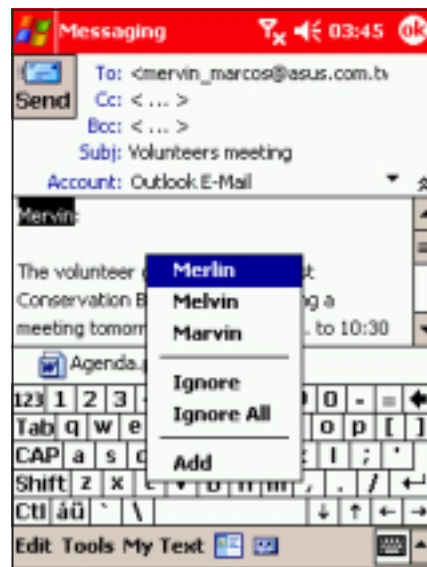 Messaging 03:45 ok
Send
To: <mervin_marcos@asus.com.tw
Cc: < ... >
Bcc: < ... >
Subj: Volunteers meeting
Account: Outlook E-Mail
Mervin:
The volunteer
Conservation B
meeting tomorr to 10:30
Merlin
Melvin
Marvin
Ignore
Ignore All
Add
Agenda.
123 1 2 3 0 - =
Tab q w e o p [ ]
CAP a s l ; '
Shift z x , . /
Ctl áü ` \
Edit Tools My Text